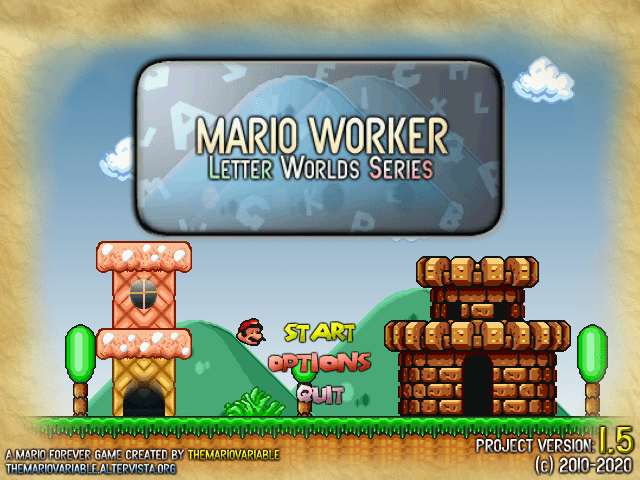 MARIO WORKER
LETTER WORLDS SERIES
START
OPTIONS
QUIT
A MARIO FOREVER GAME CREATED BY THEMARIOVARIABLE
THEMARIOVARIABLE.ALTERVISTA.ORG
PROJECT VERSION: 1.5
(c) 2010-2020